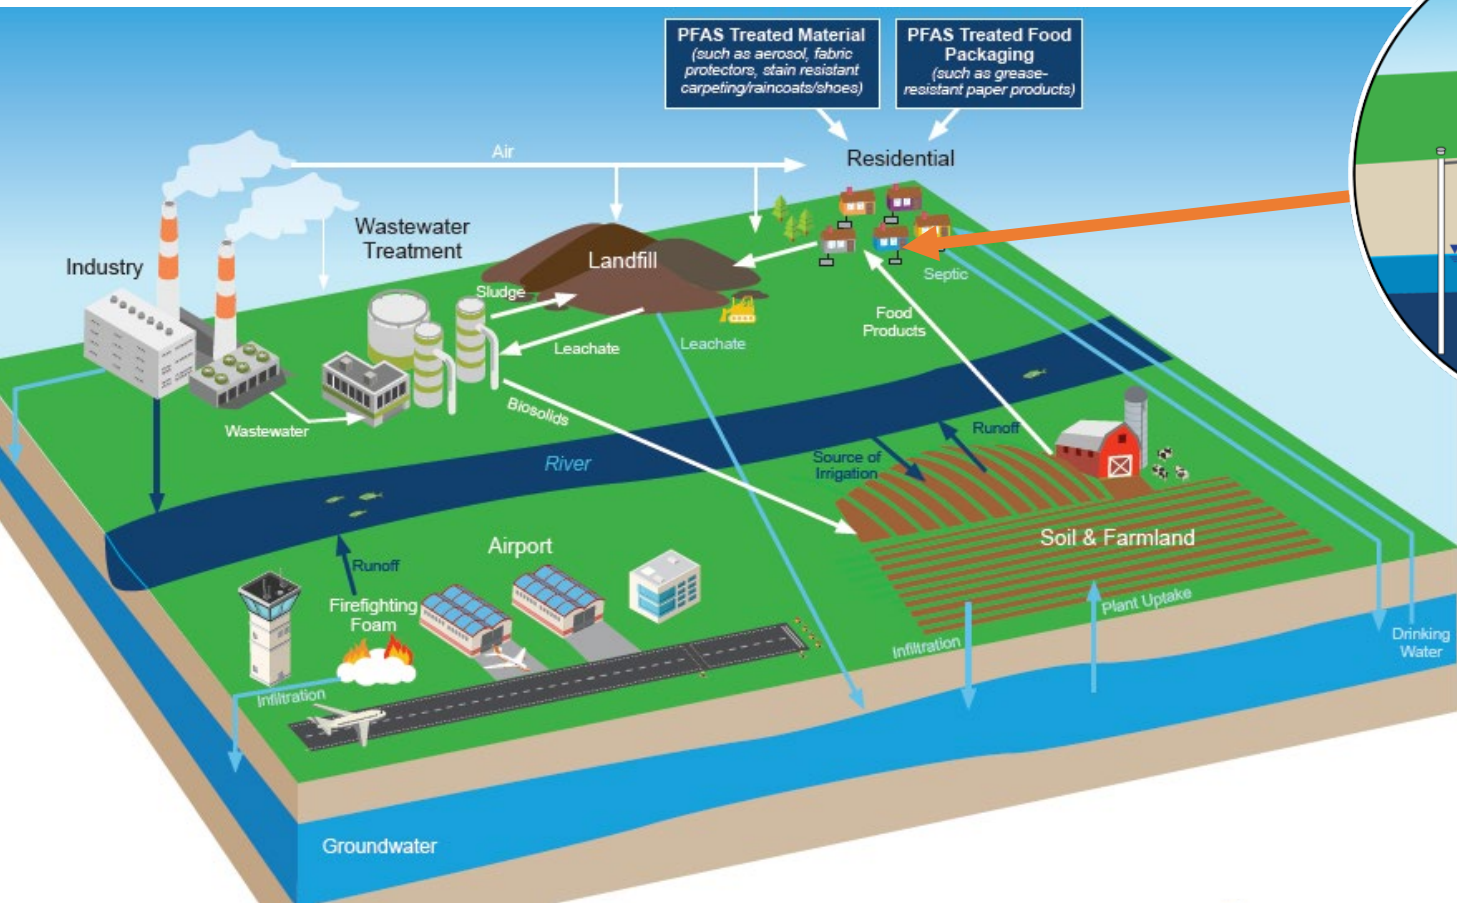 PFAS Treated Material
(such as aerosol, fabric
protectors, stain resistant
carpeting/raincoats/shoes)
PFAS Treated Food
Packaging
(such as grease-
resistant paper products)
Air
Residential
Wastewater
Treatment
Industry
Landfill
Septic
Sludge
Food
Products
Leachate
Leachate
Biosolids
Wastewater
Runoff
Source of
Irrigation
River
Soil & Farmland
Airport
Runoff
Firefighting
Foam
Plant Uptake
Infiltration
Drinking
Water
Infiltration
Groundwater